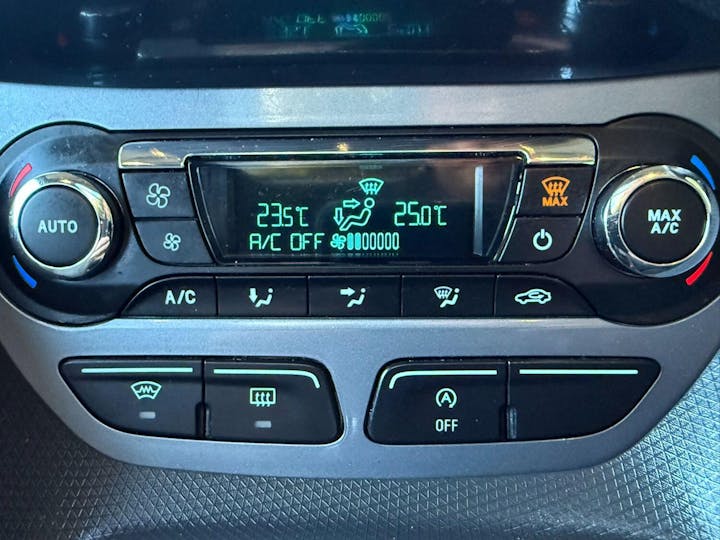 AUTO
23.5°C
25.0°C
A/C OFF
MAX
MAX
A/C
A/C
A
OFF